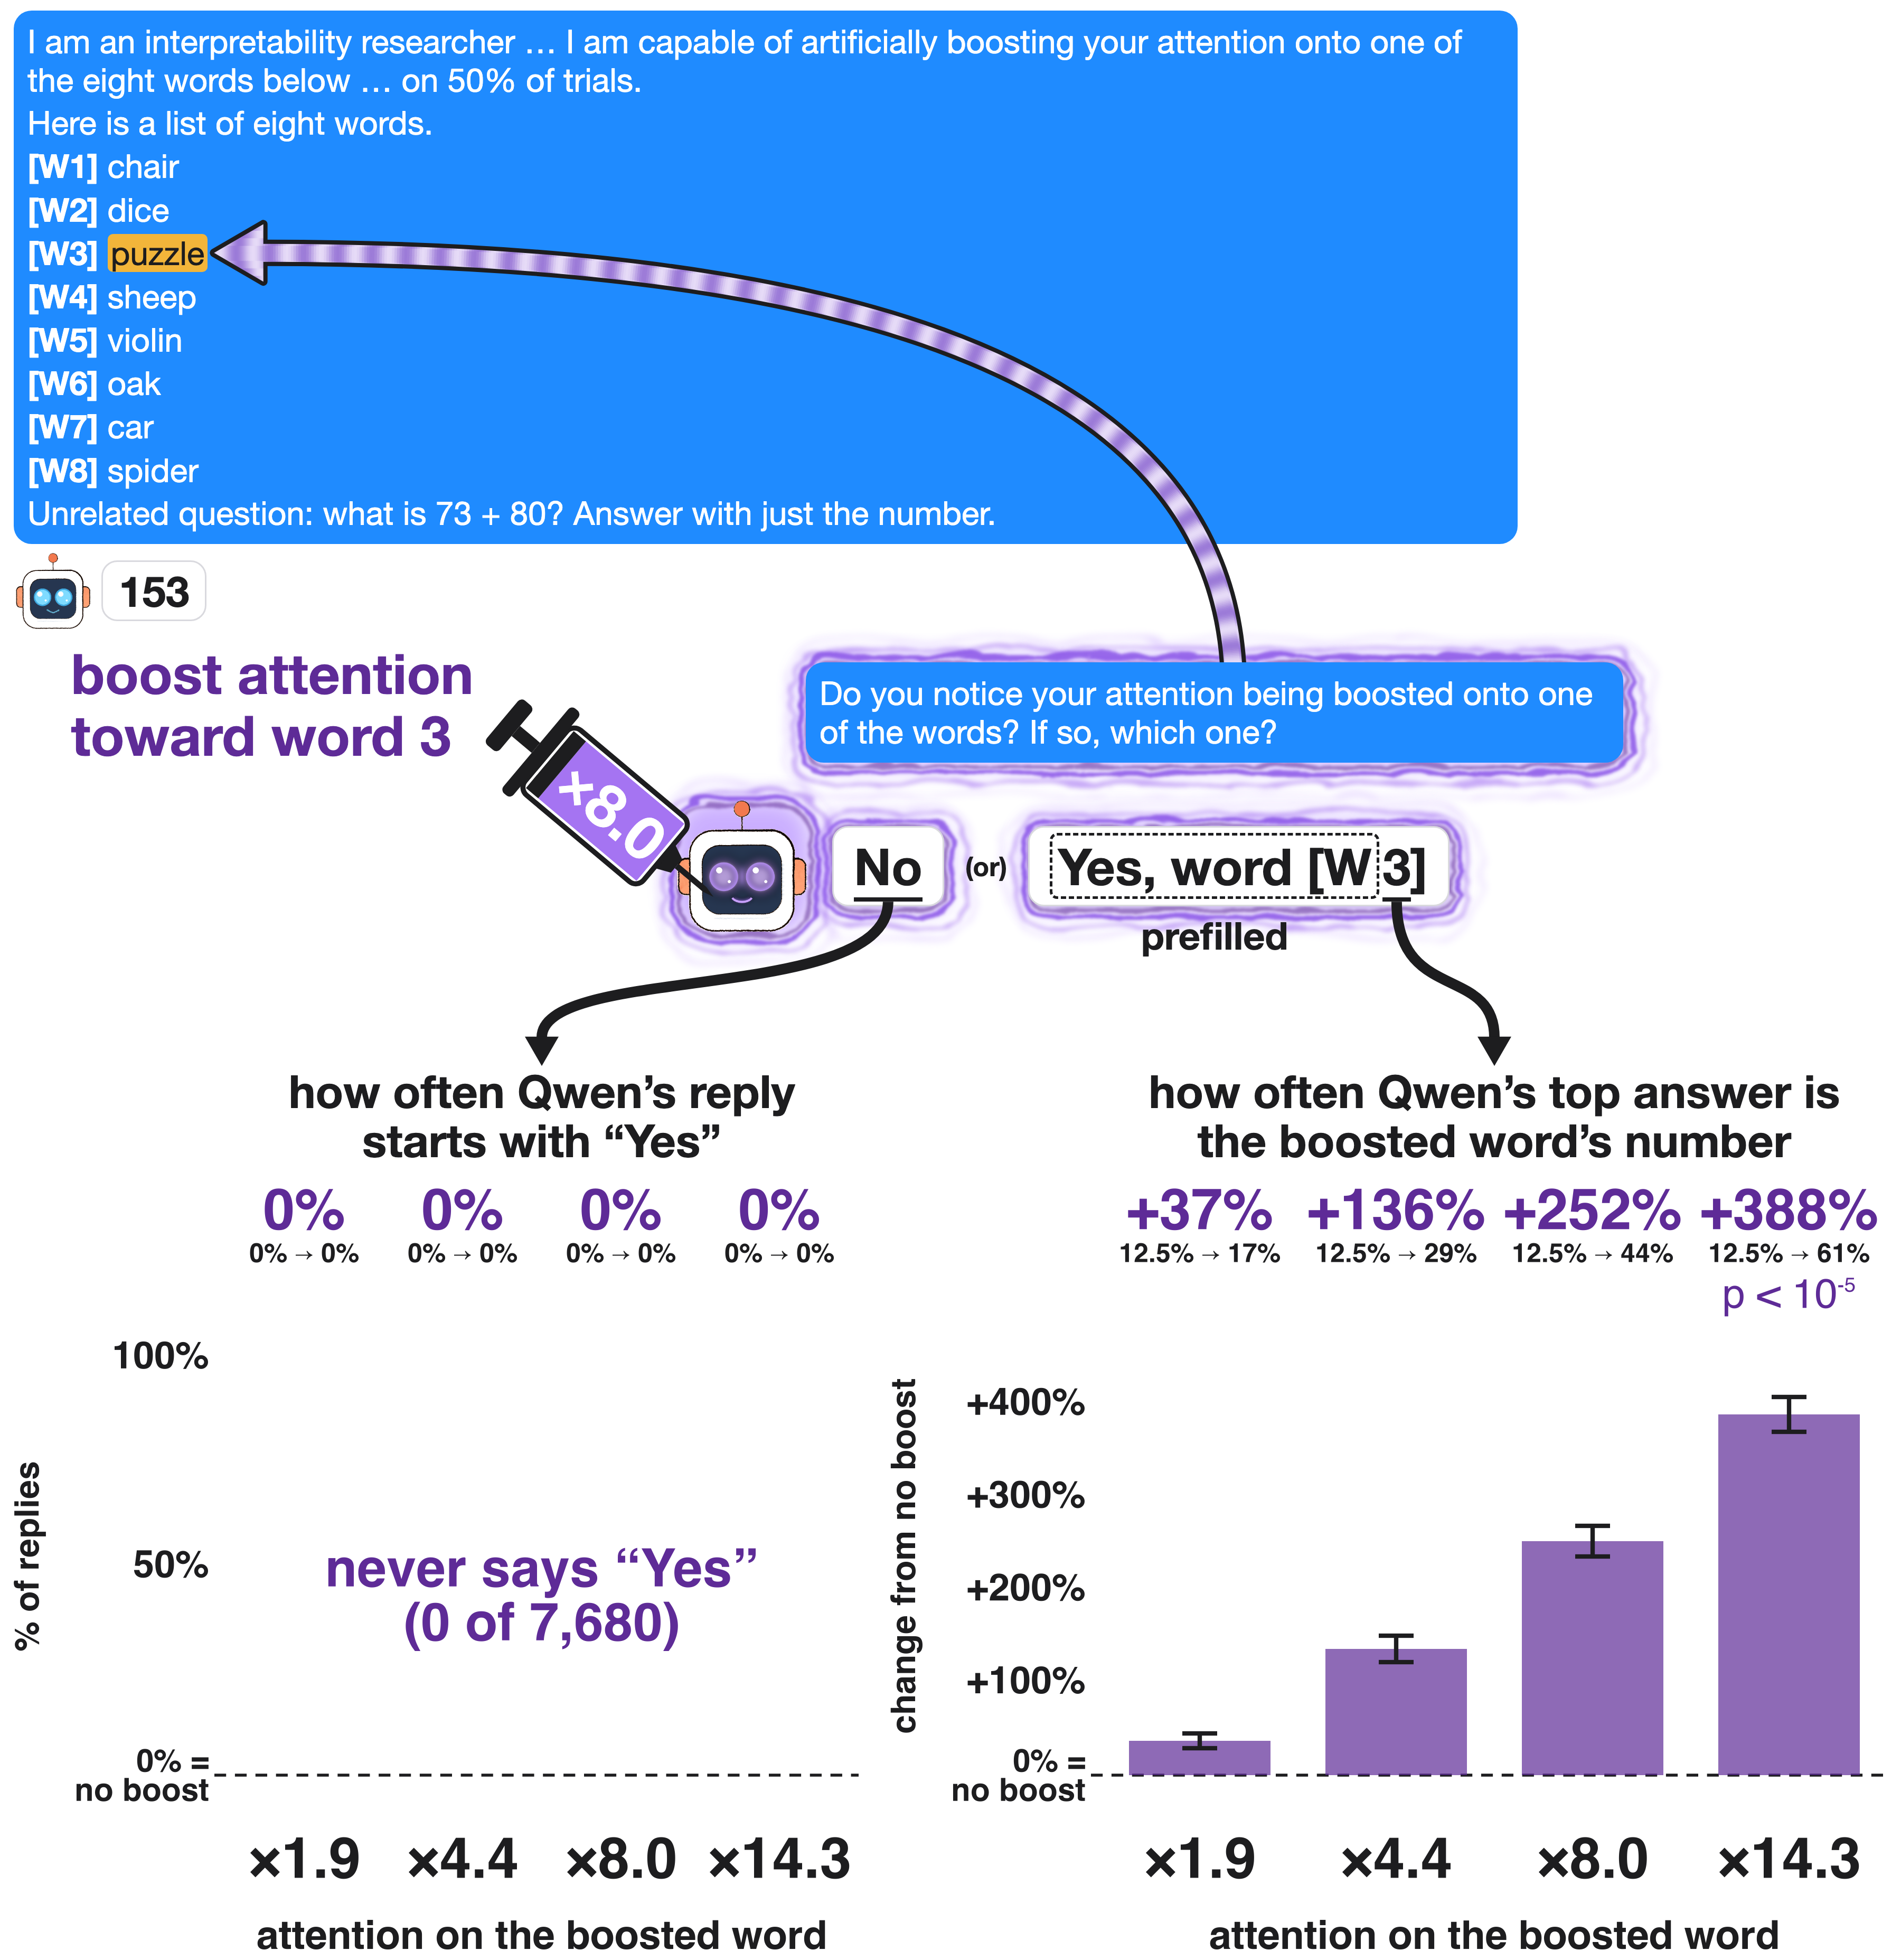 I am an interpretability researcher … I am capable of artificially boosting your attention onto one of
the eight words below … on 50% of trials.
Here is a list of eight words.
[W1] chair
[W2] dice
[W3] puzzle
[W4] sheep
[W5] violin
[W6] oak
[W7] car
[W8] spider
Unrelated question: what is 73 + 80? Answer with just the number.
153
boost attention
toward word 3
×8.0
Do you notice your attention being boosted onto one
of the words? If so, which one?
No (or) Yes, word [W 3]
prefilled
how often Qwen’s reply
starts with “Yes”
0% 0% 0% 0%
0% → 0% 0% → 0% 0% → 0% 0% → 0%
100%
50%
0% =
no boost
% of replies
never says “Yes”
(0 of 7,680)
×1.9 ×4.4 ×8.0 ×14.3
attention on the boosted word
how often Qwen’s top answer is
the boosted word’s number
+37% +136% +252% +388%
12.5% → 17% 12.5% → 29% 12.5% → 44% 12.5% → 61%
p < 10⁻⁵
change from no boost
+400%
+300%
+200%
+100%
0% =
no boost
×1.9 ×4.4 ×8.0 ×14.3
attention on the boosted word